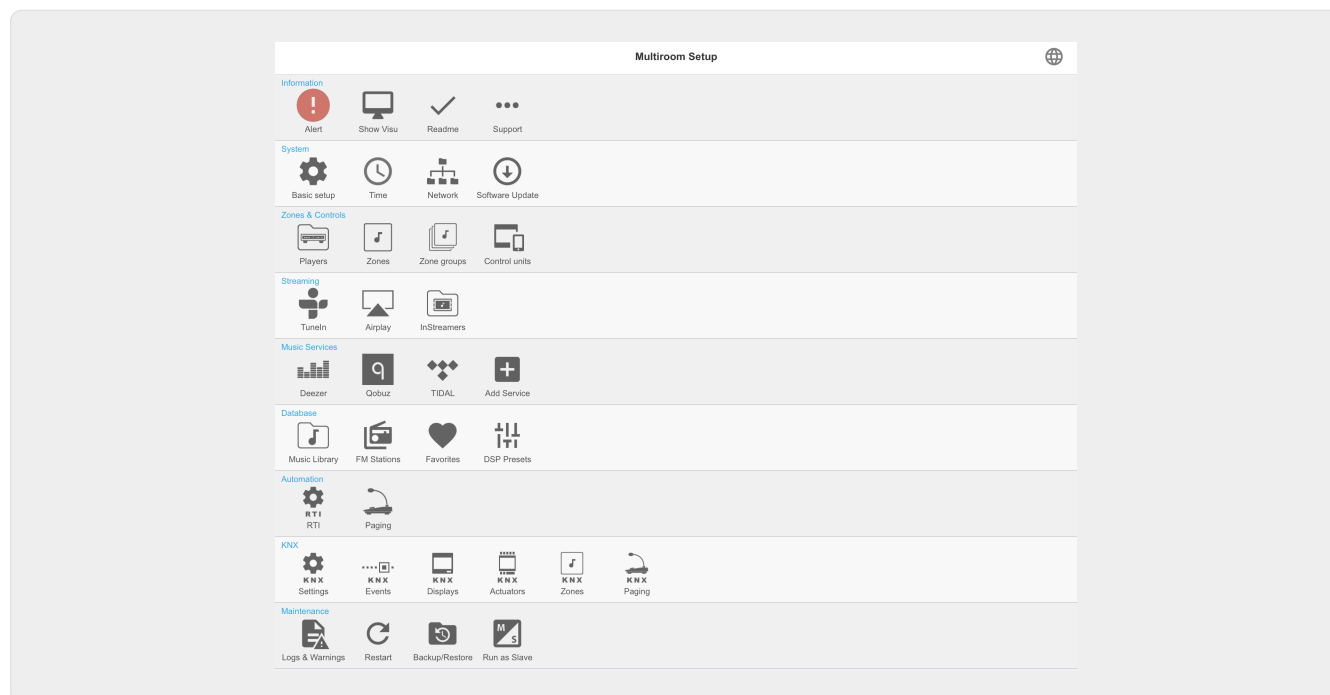 Multiroom Setup
Information
Alert
Show Visu
Readme
Support
System
Basic setup
Time
Network
Software Update
Zones & Controls
Players
Zones
Zone groups
Control units
Streaming
TuneIn
Airplay
InStreamers
Music Services
Deezer
Qobuz
TIDAL
Add Service
Database
Music Library
FM Stations
Favorites
DSP Presets
Automation
RTI
RTI
Paging
KNX
KNX
Settings
KNX
Events
KNX
Displays
KNX
Actuators
KNX
Zones
KNX
Paging
Maintenance
Logs & Warnings
Restart
Backup/Restore
M
S
Run as Slave